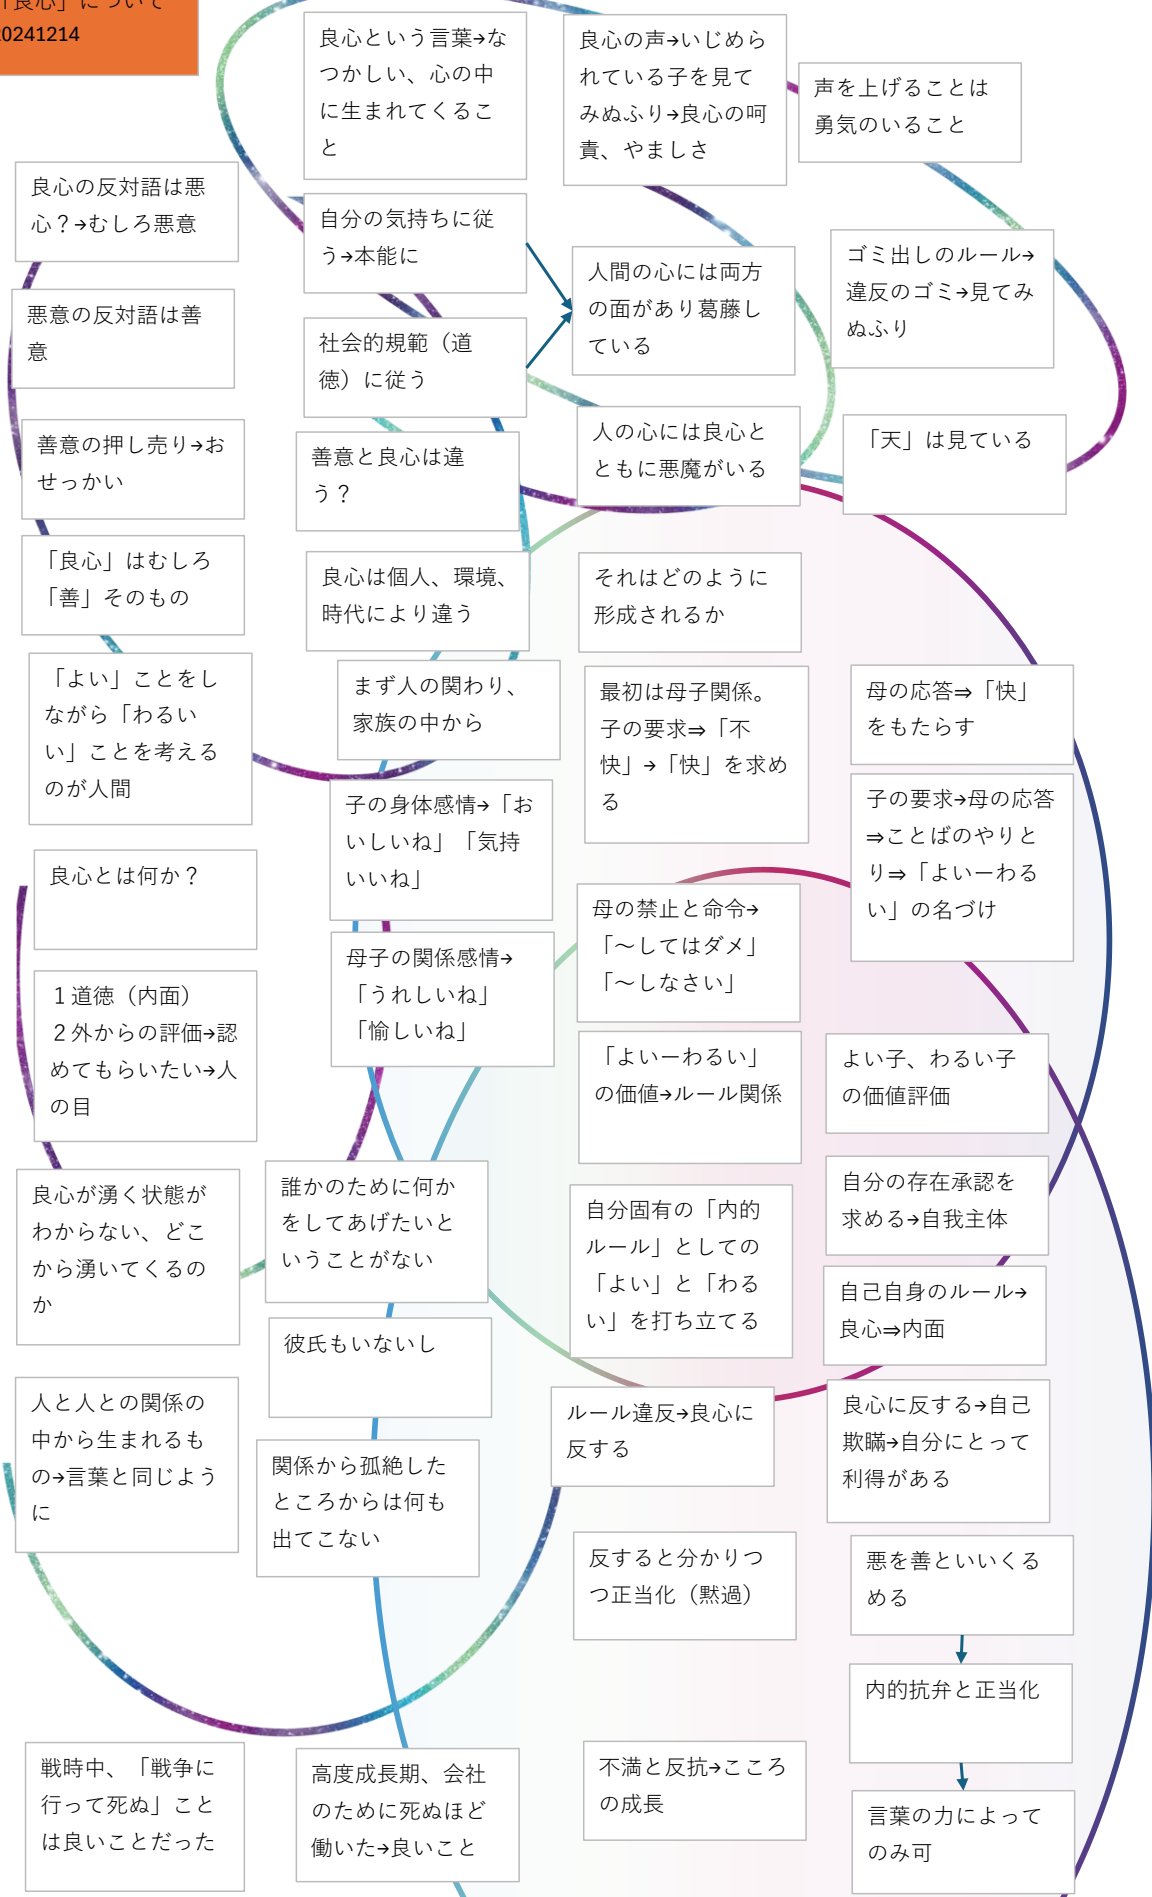 「良心」について
0241214
良心という言葉→な
つかしい、心の中
に生まれてくるこ
と
良心の声→いじめら
れている子を見て
みぬふり→良心の呵
責、やましさ
声を上げることは
勇気のいること
良心の反対語は悪
心？→むしろ悪意
自分の気持ちに従
う→本能に
人間の心には両方
の面があり葛藤し
ている
ゴミ出しのルール→
違反のゴミ→見てみ
ぬふり
悪意の反対語は善
意
社会的規範（道
徳）に従う
善意の押し売り→お
せっかい
善意と良心は違
う？
人の心には良心と
ともに悪魔がいる
「天」は見ている
「良心」はむしろ
「善」そのもの
良心は個人、環境、
時代により違う
それはどのように
形成されるか
「よい」ことをし
ながら「わるい
い」ことを考える
のが人間
まず人の関わり、
家族の中から
最初は母子関係。
子の要求⇒「不
快」→「快」を求め
る
母の応答⇒「快」
をもたらす
子の身体感情→「お
いしいね」「気持
いいね」
子の要求→母の応答
⇒ことばのやりと
り⇒「よいーわる
い」の名づけ
良心とは何か？
母の禁止と命令→
「～してはダメ」
「～しなさい」
母子の関係感情→
「うれしいね」
「愉しいね」
１道徳（内面）
２外からの評価→認
めてもらいたい→人
の目
「よいーわるい」
の価値→ルール関係
よい子、わるい子
の価値評価
良心が湧く状態が
わからない、どこ
から湧いてくるの
か
誰かのために何か
をしてあげたいと
いうことがない
自分固有の「内的
ルール」としての
「よい」と「わる
い」を打ち立てる
自分の存在承認を
求める→自我主体
自己自身のルール→
良心⇒内面
彼氏もいないし
人と人との関係の
中から生まれるも
の→言葉と同じよう
に
関係から孤絶した
ところからは何も
出てこない
ルール違反→良心に
反する
良心に反する→自己
欺瞞→自分にとって
利得がある
反すると分かりつ
つ正当化（黙過）
悪を善といいくる
める
内的抗弁と正当化
戦時中、「戦争に
行って死ぬ」こと
は良いことだった
高度成長期、会社
のために死ぬほど
働いた→良いこと
不満と反抗→こころ
の成長
言葉の力によって
のみ可